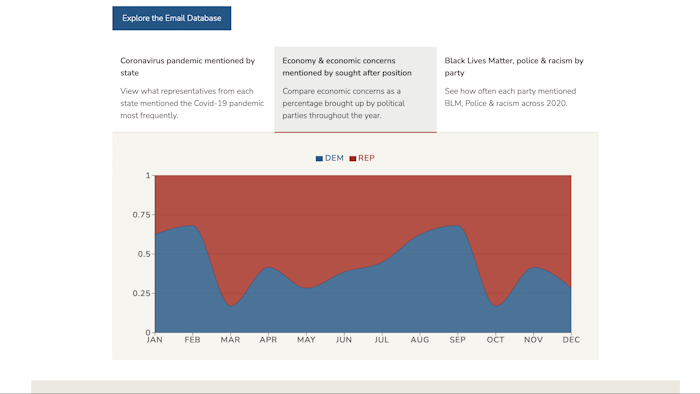 Explore the Email Database
Coronavirus pandemic mentioned by
state
View what representatives from each
state mentioned the Covid-19 pandemic
most frequently.
Economy & economic concerns
mentioned by sought after position
Compare economic concerns as a
percentage brought up by political
parties throughout the year.
Black Lives Matter, police & racism by
party
See how often each party mentioned
BLM, Police & racism across 2020.
DEM REP
1
0.75
0.5
0.25
0
JAN FEB MAR APR MAY JUN JUL AUG SEP OCT NOV DEC